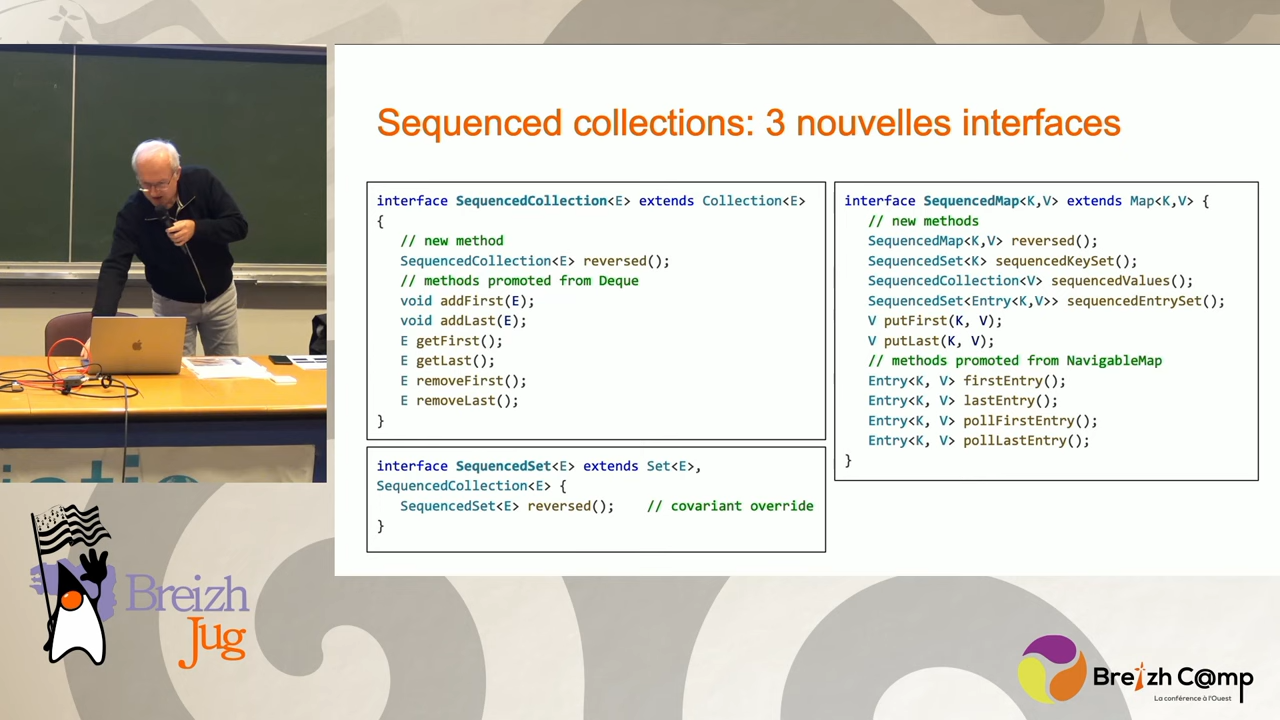 Sequenced collections: 3 nouvelles interfaces
interface SequencedCollection<E> extends Collection<E>
{
// new method
SequencedCollection<E> reversed();
// methods promoted from Deque
void addFirst(E);
void addLast(E);
E getFirst();
E getLast();
E removeFirst();
E removeLast();
}
interface SequencedSet<E> extends Set<E>,
SequencedCollection<E> {
SequencedSet<E> reversed();    // covariant override
}
interface SequencedMap<K,V> extends Map<K,V> {
// new methods
SequencedMap<K,V> reversed();
SequencedSet<K> sequencedKeySet();
SequencedCollection<V> sequencedValues();
SequencedSet<Entry<K,V>> sequencedEntrySet();
V putFirst(K, V);
V putLast(K, V);
// methods promoted from NavigableMap
Entry<K, V> firstEntry();
Entry<K, V> lastEntry();
Entry<K, V> pollFirstEntry();
Entry<K, V> pollLastEntry();
}
Breizh
Jug
Breizh C@mp
La conférence à l'Ouest